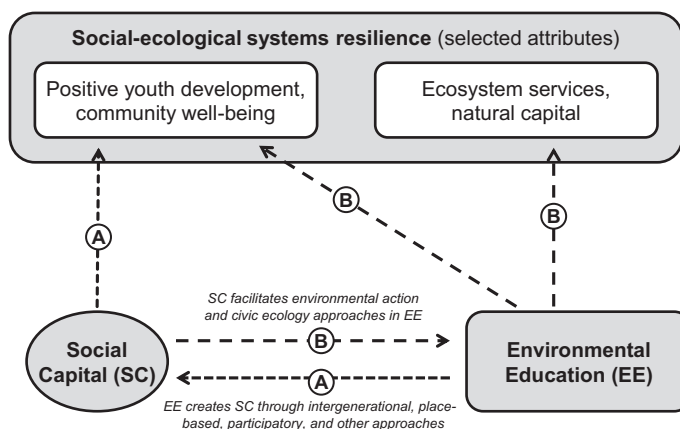 Social-ecological systems resilience (selected attributes)
Positive youth development,
community well-being
Ecosystem services,
natural capital
B
A
B
SC facilitates environmental action
and civic ecology approaches in EE
B
Social
Capital (SC)
Environmental
Education (EE)
A
EE creates SC through intergenerational, place-
based, participatory, and other approaches